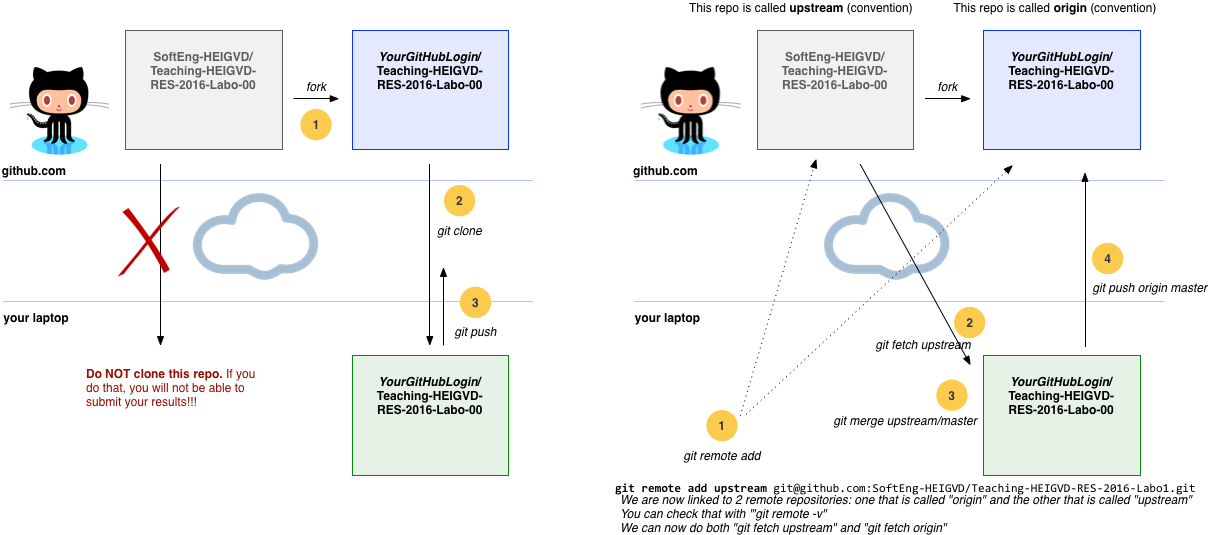 SoftEng-HEIGVD/
Teaching-HEIGVD-
RES-2016-Labo-00
fork
1
YourGitHubLogin/
Teaching-HEIGVD-
RES-2016-Labo-00
github.com
2
git clone
3
git push
your laptop
Do NOT clone this repo. If you
do that, you will not be able to
submit your results!!!
YourGitHubLogin/
Teaching-HEIGVD-
RES-2016-Labo-00
This repo is called upstream (convention)
This repo is called origin (convention)
SoftEng-HEIGVD/
Teaching-HEIGVD-
RES-2016-Labo-00
fork
YourGitHubLogin/
Teaching-HEIGVD-
RES-2016-Labo-00
github.com
4
git push origin master
your laptop
2
git fetch upstream
3
git merge upstream/master
1
git remote add
YourGitHubLogin/
Teaching-HEIGVD-
RES-2016-Labo-00
git remote add upstream git@github.com:SoftEng-HEIGVD/Teaching-HEIGVD-RES-2016-Labo1.git
We are now linked to 2 remote repositories: one that is called "origin" and the other that is called "upstream"
You can check that with '"git remote -v"
We can now do both "git fetch upstream" and "git fetch origin"